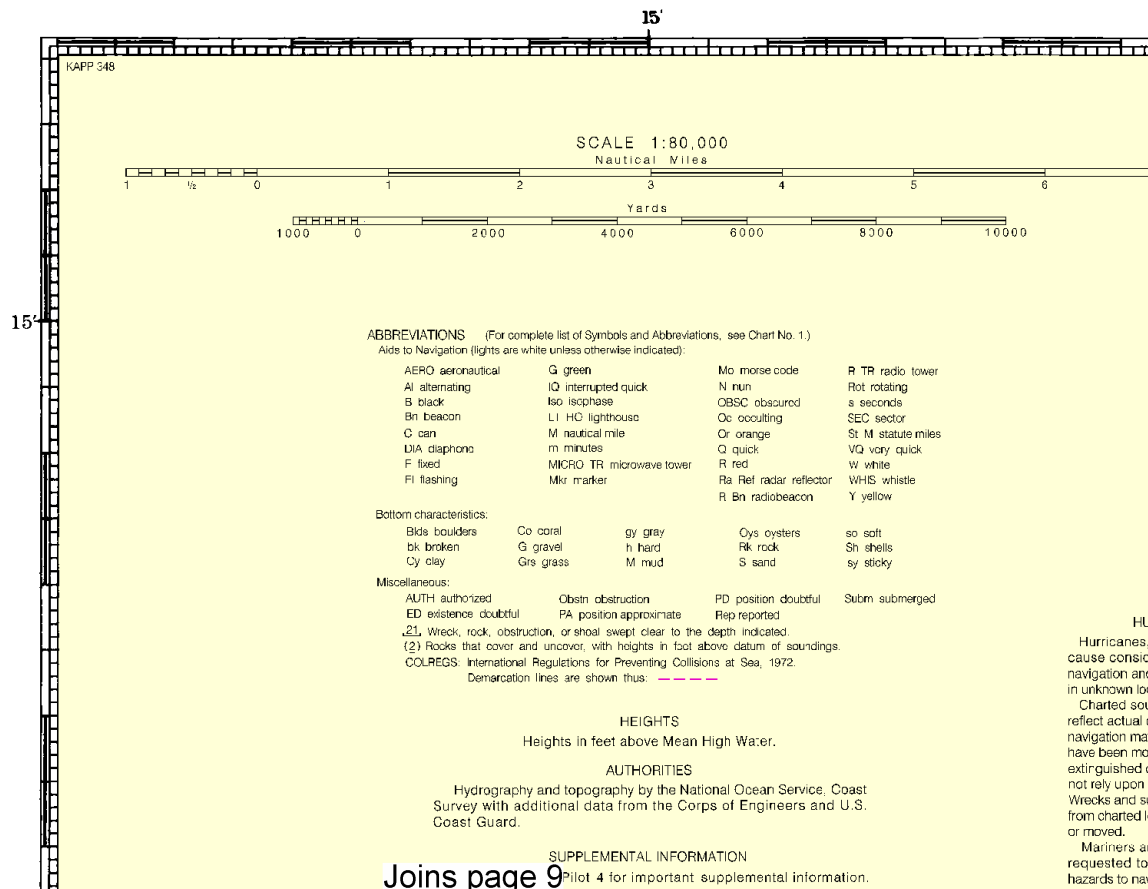 15'
KAPP 348
SCALE 1:80,000
Nautical Miles
1 1/2 0 1 2 3 4 5 6
Yards
1000 0 2000 4000 6000 8000 10000
15'
ABBREVIATIONS (For complete list of Symbols and Abbreviations, see Chart No. 1.)
Aids to Navigation (lights are white unless otherwise indicated):
AERO aeronautical G green Mo morse code R TR radio tower
Al alternating IQ interrupted quick N nun Rot rotating
B black Iso isophase OBSC obscured s seconds
Bn beacon LT HO lighthouse Oc occulting SEC sector
C can M nautical mile Or orange St M statute miles
DIA diaphone m minutes Q quick VQ very quick
F fixed MICRO TR microwave tower R red W white
Fl flashing Mkr marker Ra Ref radar reflector WHIS whistle
R Bn radiobeacon Y yellow
Bottom characteristics:
Blds boulders Co coral gy gray Oys oysters so soft
bk broken G gravel h hard Rk rock Sh shells
Cy clay Grs grass M mud S sand sy sticky
Miscellaneous:
AUTH authorized Obstn obstruction PD position doubtful Subm submerged
ED existence doubtful PA position approximate Rep reported
21, Wreck, rock, obstruction, or shoal swept clear to the depth indicated.
(2) Rocks that cover and uncover, with heights in feet above datum of soundings.
COLREGS: International Regulations for Preventing Collisions at Sea, 1972.
Demarcation lines are shown thus:
HEIGHTS
Heights in feet above Mean High Water.
AUTHORITIES
Hydrography and topography by the National Ocean Service, Coast
Survey with additional data from the Corps of Engineers and U.S.
Coast Guard.
SUPPLEMENTAL INFORMATION
Pilot 4 for important supplemental information.
Joins page 9
HU
Hurricanes,
cause consid
navigation and
in unknown lo
Charted sou
reflect actual
navigation ma
have been mo
extinguished
not rely upon
Wrecks and su
from charted l
or moved.
Mariners a
requested to
hazards to na